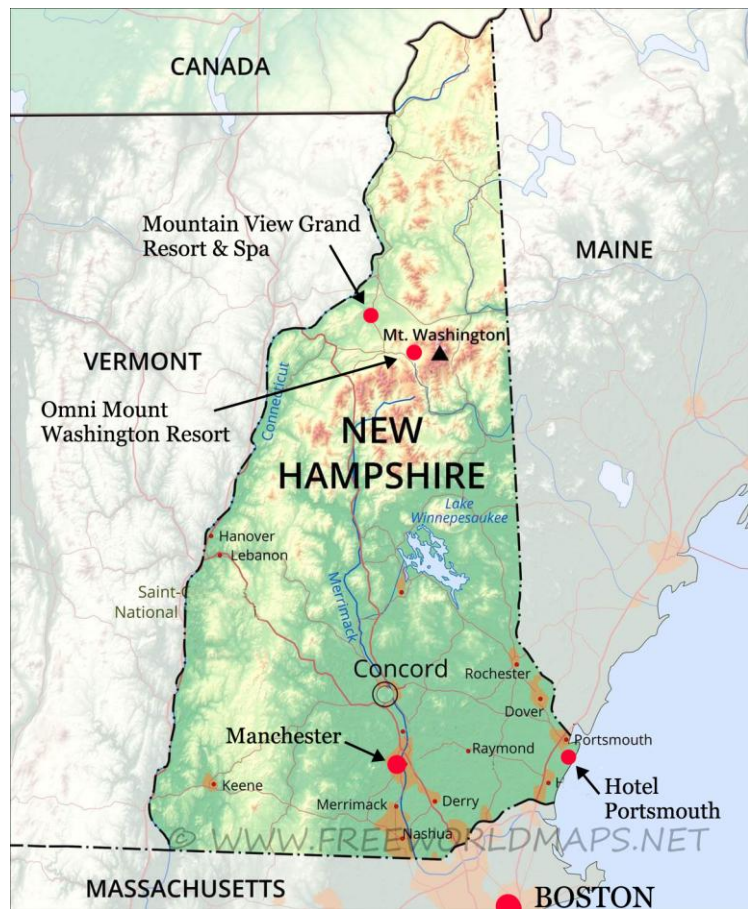 CANADA
Mountain View Grand
Resort & Spa
MAINE
Mt. Washington
VERMONT
Connecticut
Omni Mount
Washington Resort
NEW
HAMPSHIRE
Lake
Winnepesaukee
Hanover
Lebanon
Saint-
National
Merrimack
Concord
Rochester
Dover
Manchester
Portsmouth
Raymond
Keene
Hotel
Portsmouth
Merrimack
Derry
Nashua
© WWW.FREEWORLDMAPS.NET
MASSACHUSETTS
BOSTON